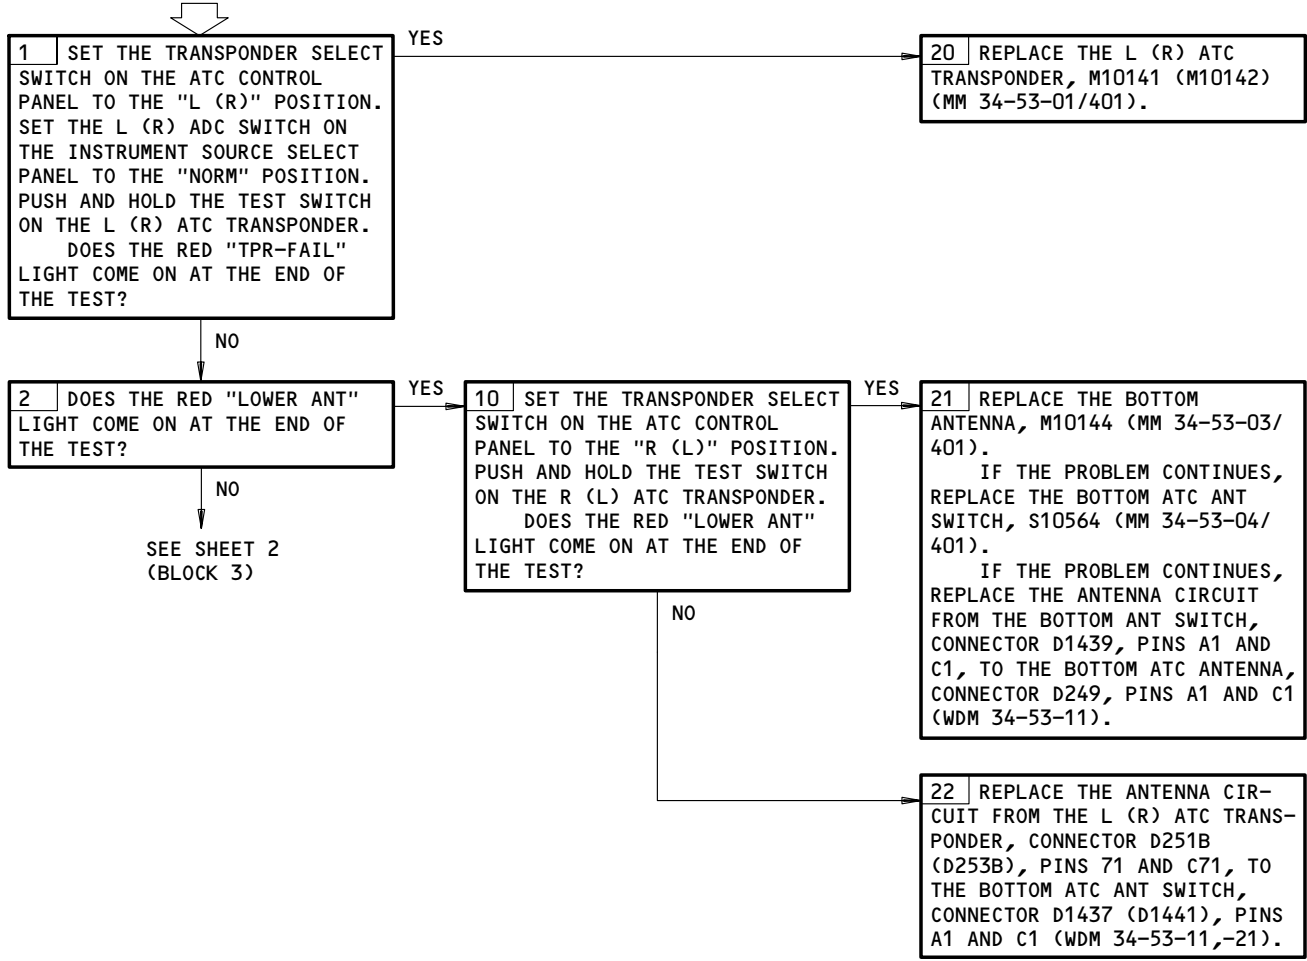 1 SET THE TRANSPONDER SELECT
SWITCH ON THE ATC CONTROL
PANEL TO THE "L (R)" POSITION.
SET THE L (R) ADC SWITCH ON
THE INSTRUMENT SOURCE SELECT
PANEL TO THE "NORM" POSITION.
PUSH AND HOLD THE TEST SWITCH
ON THE L (R) ATC TRANSPONDER.
DOES THE RED "TPR-FAIL"
LIGHT COME ON AT THE END OF
THE TEST?
YES
20 REPLACE THE L (R) ATC
TRANSPONDER, M10141 (M10142)
(MM 34-53-01/401).
NO
2 DOES THE RED "LOWER ANT"
LIGHT COME ON AT THE END OF
THE TEST?
YES
10 SET THE TRANSPONDER SELECT
SWITCH ON THE ATC CONTROL
PANEL TO THE "R (L)" POSITION.
PUSH AND HOLD THE TEST SWITCH
ON THE R (L) ATC TRANSPONDER.
DOES THE RED "LOWER ANT"
LIGHT COME ON AT THE END OF
THE TEST?
YES
21 REPLACE THE BOTTOM
ANTENNA, M10144 (MM 34-53-03/
401).
IF THE PROBLEM CONTINUES,
REPLACE THE BOTTOM ATC ANT
SWITCH, S10564 (MM 34-53-04/
401).
IF THE PROBLEM CONTINUES,
REPLACE THE ANTENNA CIRCUIT
FROM THE BOTTOM ANT SWITCH,
CONNECTOR D1439, PINS A1 AND
C1, TO THE BOTTOM ATC ANTENNA,
CONNECTOR D249, PINS A1 AND C1
(WDM 34-53-11).
NO
SEE SHEET 2
(BLOCK 3)
NO
22 REPLACE THE ANTENNA CIR-
CUIT FROM THE L (R) ATC TRANS-
PONDER, CONNECTOR D251B
(D253B), PINS 71 AND C71, TO
THE BOTTOM ATC ANT SWITCH,
CONNECTOR D1437 (D1441), PINS
A1 AND C1 (WDM 34-53-11,-21).